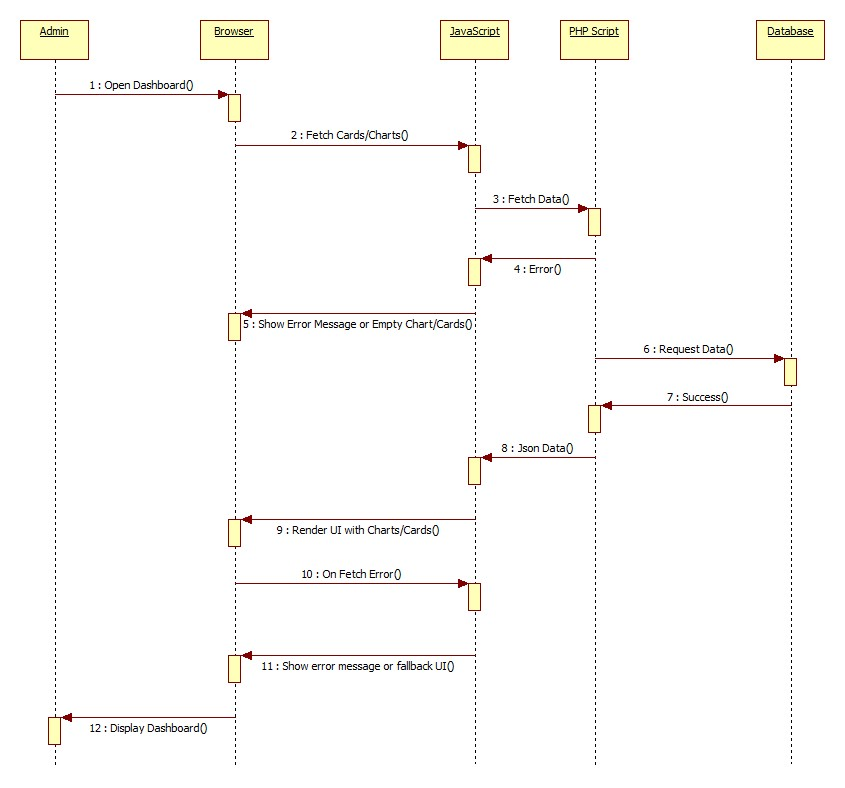 Admin
Browser
JavaScript
PHP Script
Database
1 : Open Dashboard()
2 : Fetch Cards/Charts()
3 : Fetch Data()
4 : Error()
5 : Show Error Message or Empty Chart/Cards()
6 : Request Data()
7 : Success()
8 : Json Data()
9 : Render UI with Charts/Cards()
10 : On Fetch Error()
11 : Show error message or fallback UI()
12 : Display Dashboard()